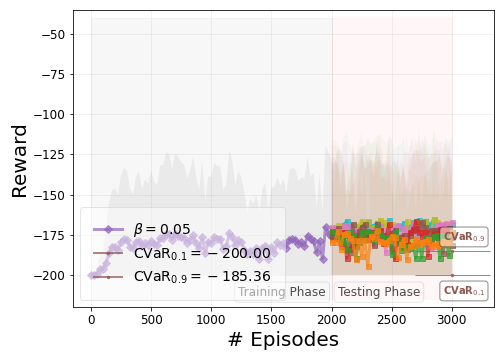 Reward
−50
−75
−100
−125
−150
−175
−200
β = 0.05
CVaR0.1 = −200.00
CVaR0.9 = −185.36
Training Phase
Testing Phase
CVaR0.9
CVaR0.1
0
500
1000
1500
2000
2500
3000
# Episodes